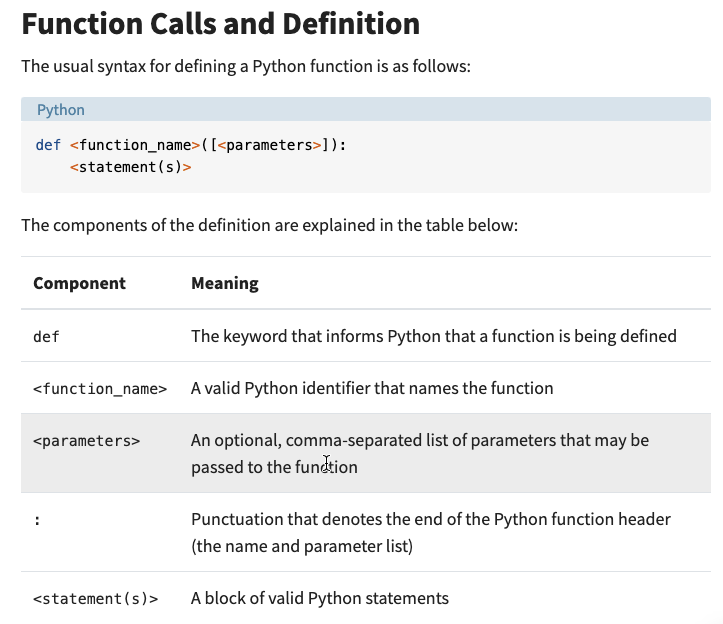 Function Calls and Definition
The usual syntax for defining a Python function is as follows:
Python
def <function_name>([<parameters>]):
    <statement(s)>
The components of the definition are explained in the table below:
Component Meaning
def The keyword that informs Python that a function is being defined
<function_name> A valid Python identifier that names the function
<parameters> An optional, comma-separated list of parameters that may be
passed to the function
: Punctuation that denotes the end of the Python function header
(the name and parameter list)
<statement(s)> A block of valid Python statements